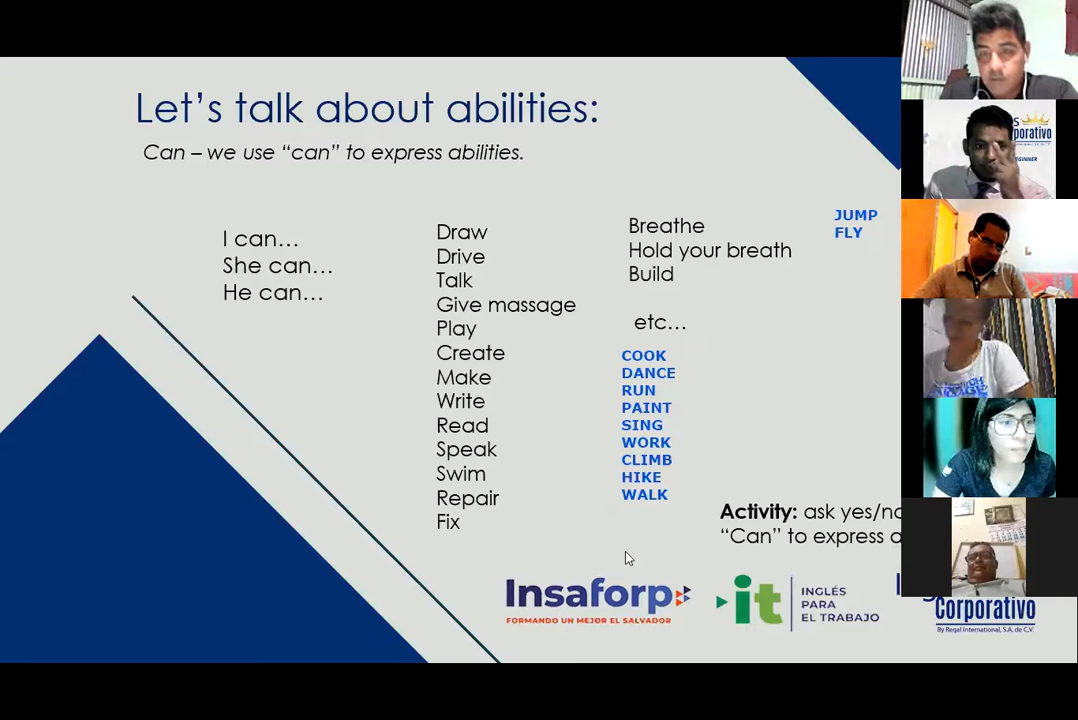 Let's talk about abilities:
Can – we use “can” to express abilities.
I can…
She can…
He can…
Draw
Drive
Talk
Give massage
Play
Create
Make
Write
Read
Speak
Swim
Repair
Fix
Breathe
Hold your breath
Build
etc…
COOK
DANCE
RUN
PAINT
SING
WORK
CLIMB
HIKE
WALK
JUMP
FLY
Activity: ask yes/no
“Can” to express a
Insaforp
FORMANDO UN MEJOR EL SALVADOR
it
INGLÉS
PARA
EL TRABAJO
Corporativo
By Regal International, S.A. de C.V.